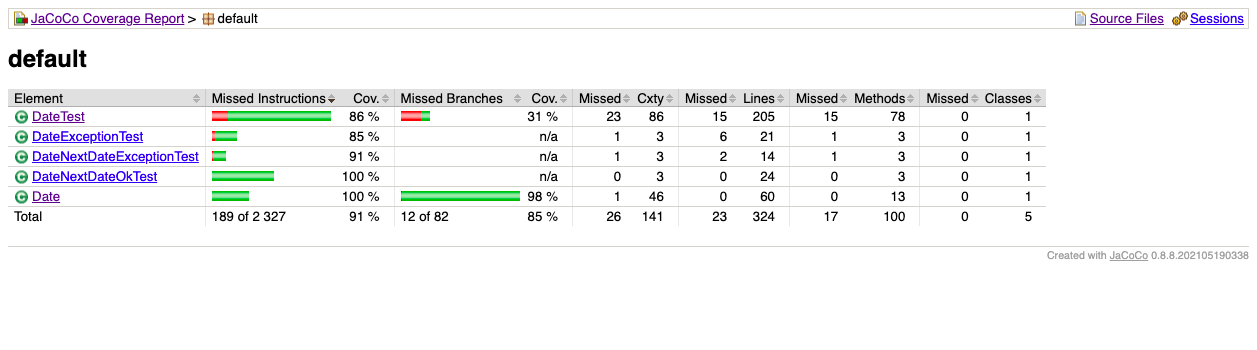 JaCoCo Coverage Report > default Source Files Sessions
default
Element Missed Instructions Cov. Missed Branches Cov. Missed Cxty Missed Lines Missed Methods Missed Classes
DateTest 86 % 31 % 23 86 15 205 15 78 0 1
DateExceptionTest 85 % n/a 1 3 6 21 1 3 0 1
DateNextDateExceptionTest 91 % n/a 1 3 2 14 1 3 0 1
DateNextDateOkTest 100 % n/a 0 3 0 24 0 3 0 1
Date 100 % 98 % 1 46 0 60 0 13 0 1
Total 189 of 2 327 91 % 12 of 82 85 % 26 141 23 324 17 100 0 5
Created with JaCoCo 0.8.8.202105190338